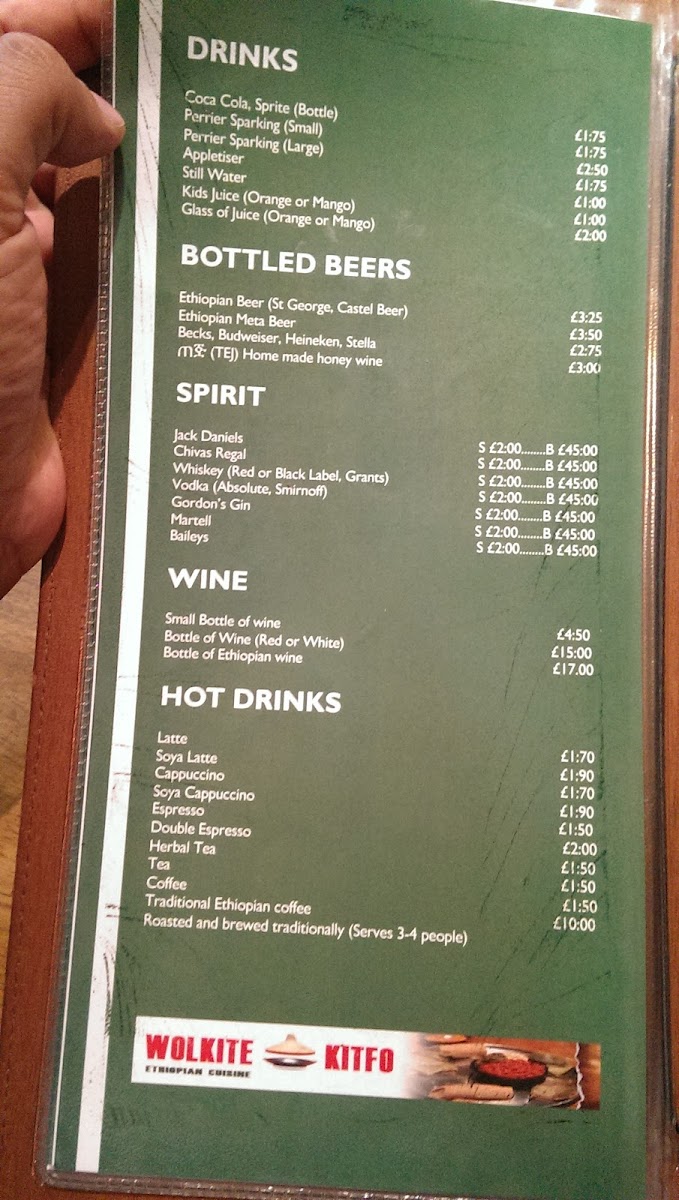 DRINKS
Coca Cola, Sprite (Bottle) £1:75
Perrier Sparking (Small) £1:75
Perrier Sparking (Large) £2:50
Appletiser £1:75
Still Water £1:00
Kids Juice (Orange or Mango) £1:00
Glass of Juice (Orange or Mango) £2:00
BOTTLED BEERS
Ethiopian Beer (St George, Castel Beer) £3:25
Ethiopian Meta Beer £3:50
Becks, Budweiser, Heineken, Stella £2:75
ጠጅ (TEJ) Home made honey wine £3:00
SPIRIT
Jack Daniels S £2:00........B £45:00
Chivas Regal S £2:00........B £45:00
Whiskey (Red or Black Label, Grants) S £2:00........B £45:00
Vodka (Absolute, Smirnoff) S £2:00........B £45:00
Gordon's Gin S £2:00........B £45:00
Martell S £2:00........B £45:00
Baileys S £2:00........B £45:00
WINE
Small Bottle of wine £4:50
Bottle of Wine (Red or White) £15:00
Bottle of Ethiopian wine £17.00
HOT DRINKS
Latte £1:70
Soya Latte £1:90
Cappuccino £1:70
Soya Cappuccino £1:90
Espresso £1:50
Double Espresso £2:00
Herbal Tea £1:50
Tea £1:50
Coffee £1:50
Traditional Ethiopian coffee £10:00
Roasted and brewed traditionally (Serves 3-4 people)
WOLKITE KITFO
ETHIOPIAN CUISINE